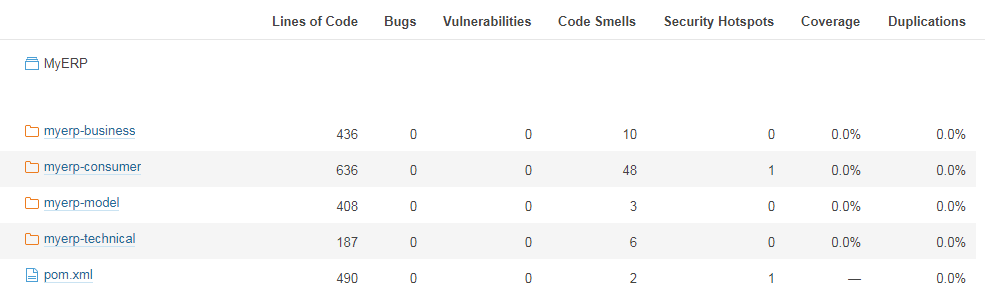 Lines of Code Bugs Vulnerabilities Code Smells Security Hotspots Coverage Duplications
MyERP
myerp-business 436 0 0 10 0 0.0% 0.0%
myerp-consumer 636 0 0 48 1 0.0% 0.0%
myerp-model 408 0 0 3 0 0.0% 0.0%
myerp-technical 187 0 0 6 0 0.0% 0.0%
pom.xml 490 0 0 2 1 — 0.0%